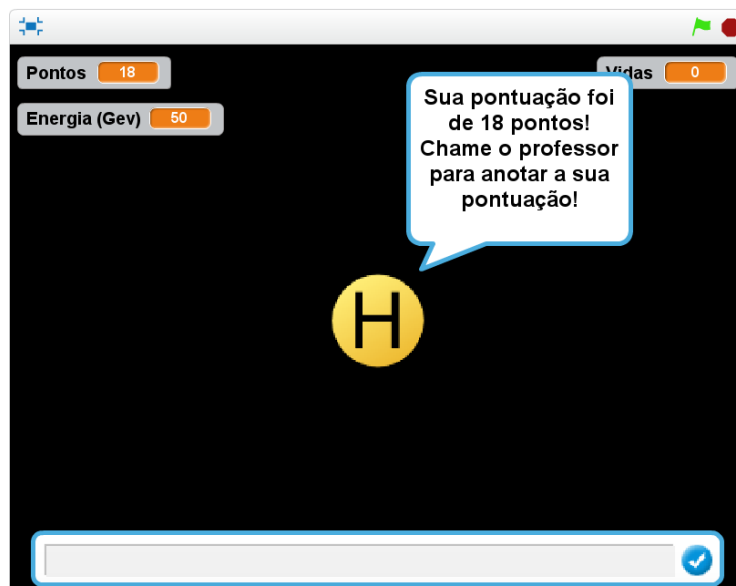 Pontos 18
Vidas 0
Energia (Gev) 50
Sua pontuação foi
de 18 pontos!
Chame o professor
para anotar a sua
pontuação!
H